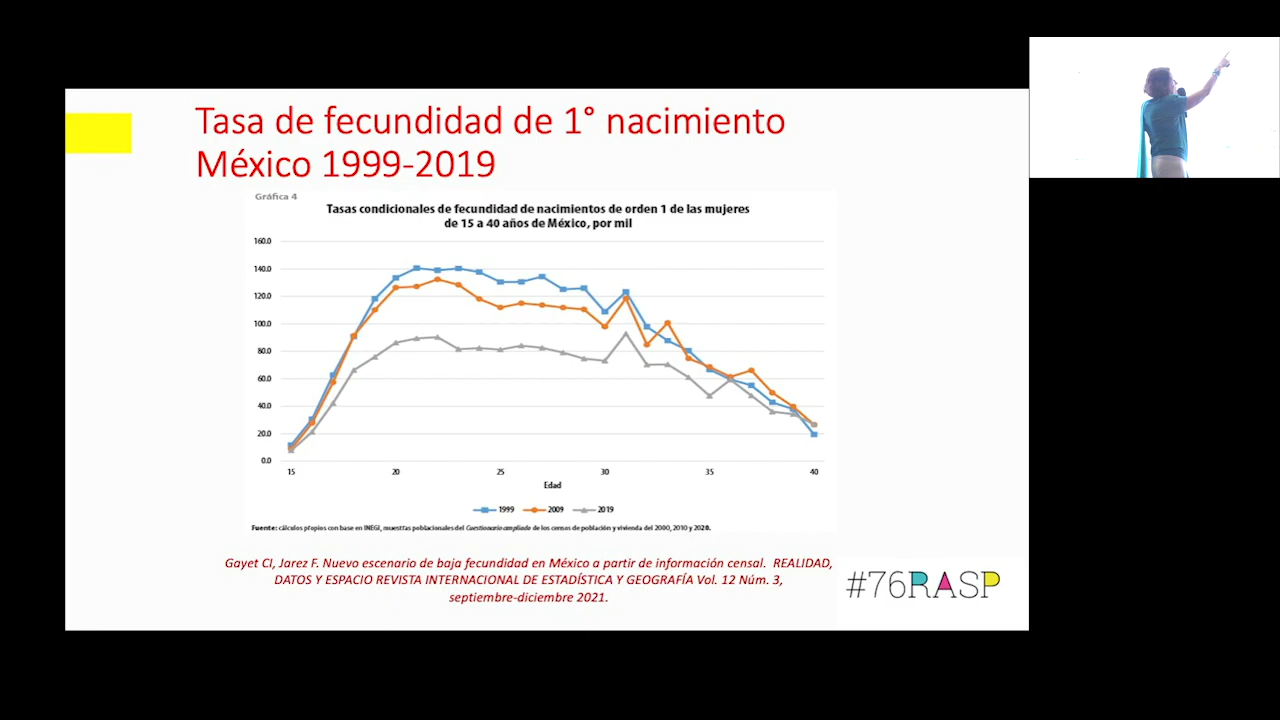 Tasa de fecundidad de 1° nacimiento
México 1999-2019
Gráfica 4
Tasas condicionales de fecundidad de nacimientos de orden 1 de las mujeres
de 15 a 40 años de México, por mil
160.0
140.0
120.0
100.0
80.0
60.0
40.0
20.0
0.0
15 20 25 30 35 40
Edad
1999 2009 2019
Fuente: cálculos propios con base en INEGI, muestras poblacionales del Cuestionario ampliado de los censos de población y vivienda del 2000, 2010 y 2020.
Gayet CI, Jarez F. Nuevo escenario de baja fecundidad en México a partir de información censal. REALIDAD,
DATOS Y ESPACIO REVISTA INTERNACIONAL DE ESTADÍSTICA Y GEOGRAFÍA Vol. 12 Núm. 3,
septiembre-diciembre 2021.
#76RASP